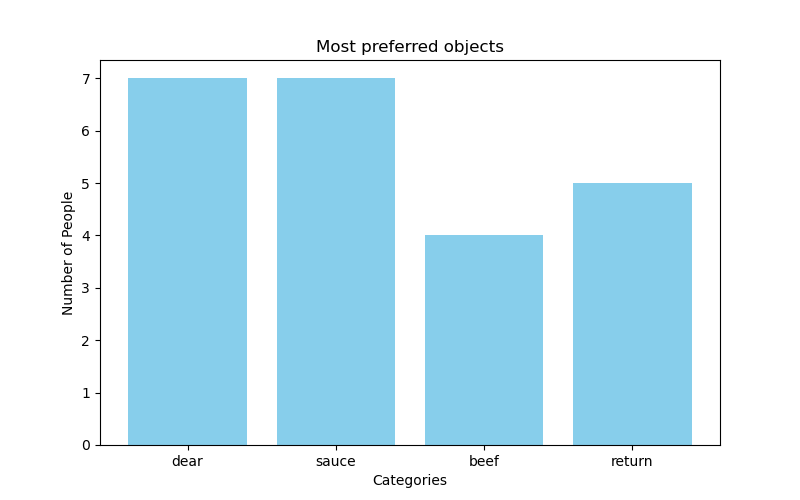 Most preferred objects
Number of People
7
6
5
4
3
2
1
0
dear sauce beef return
Categories